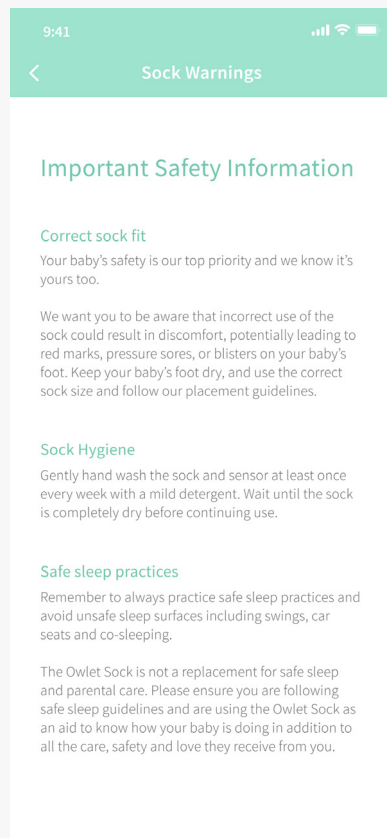 9:41
Sock Warnings
Important Safety Information
Correct sock fit
Your baby's safety is our top priority and we know it's
yours too.
We want you to be aware that incorrect use of the
sock could result in discomfort, potentially leading to
red marks, pressure sores, or blisters on your baby's
foot. Keep your baby's foot dry, and use the correct
sock size and follow our placement guidelines.
Sock Hygiene
Gently hand wash the sock and sensor at least once
every week with a mild detergent. Wait until the sock
is completely dry before continuing use.
Safe sleep practices
Remember to always practice safe sleep practices and
avoid unsafe sleep surfaces including swings, car
seats and co-sleeping.
The Owlet Sock is not a replacement for safe sleep
and parental care. Please ensure you are following
safe sleep guidelines and are using the Owlet Sock as
an aid to know how your baby is doing in addition to
all the care, safety and love they receive from you.